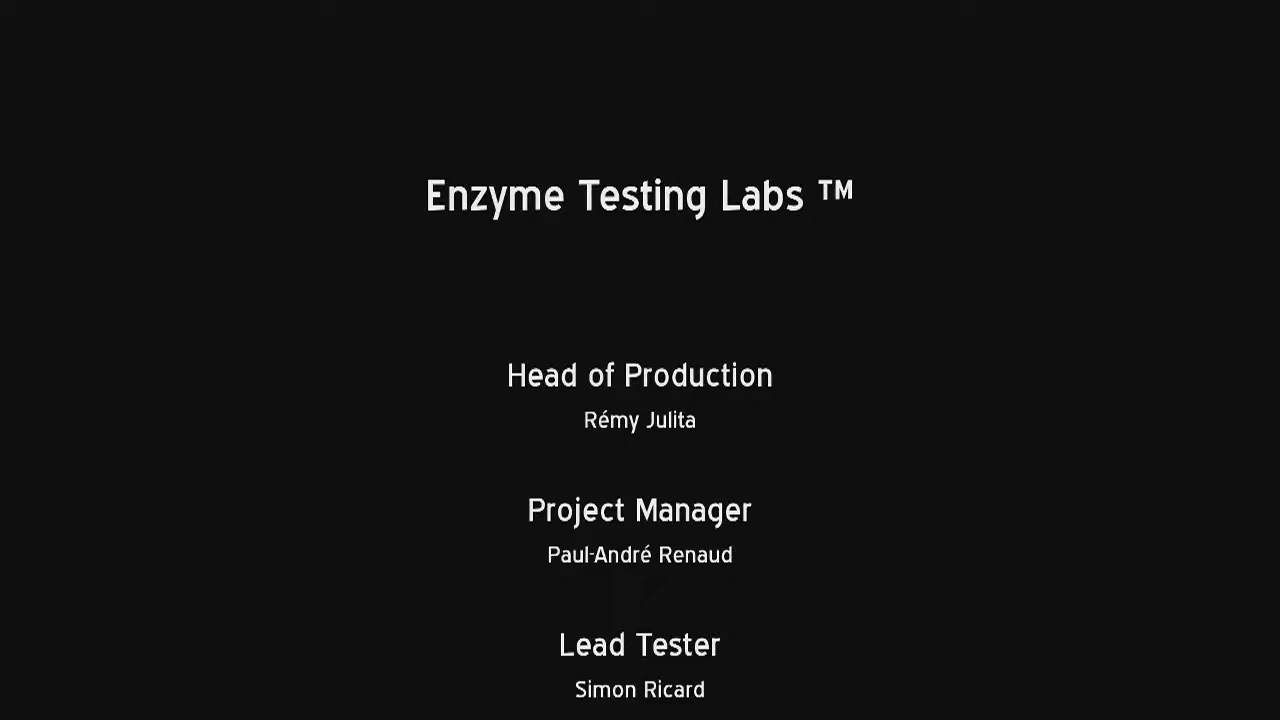 Enzyme Testing Labs ™
Head of Production
Rémy Julita
Project Manager
Paul-André Renaud
Lead Tester
Simon Ricard